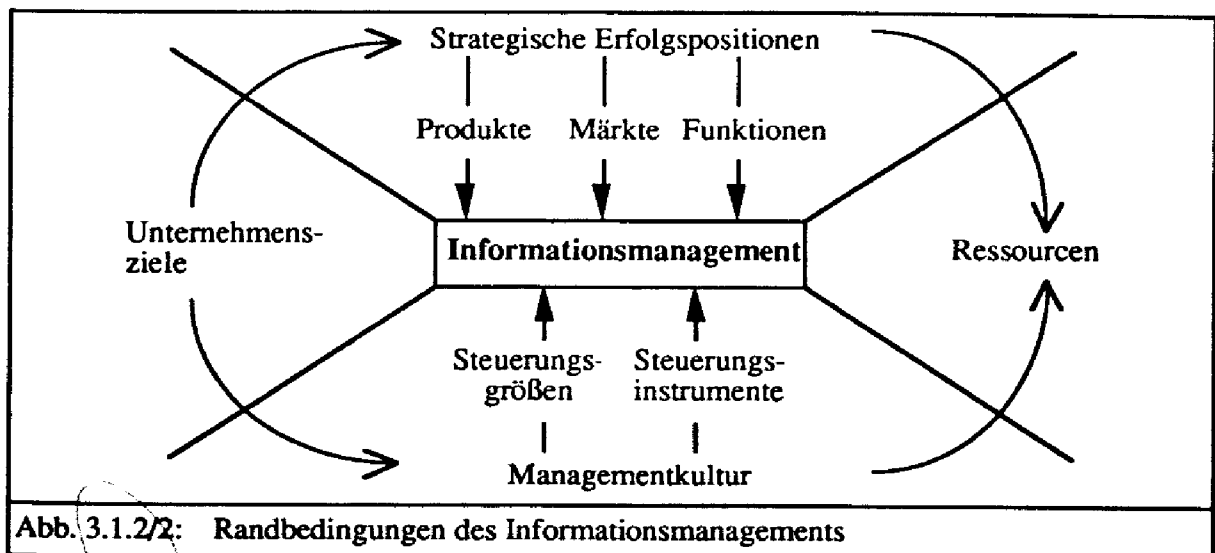 Strategische Erfolgspositionen
Produkte Märkte Funktionen
Unternehmens-
ziele
Informationsmanagement
Ressourcen
Steuerungs-
größen
Steuerungs-
instrumente
Managementkultur
Abb. 3.1.2/2: Randbedingungen des Informationsmanagements